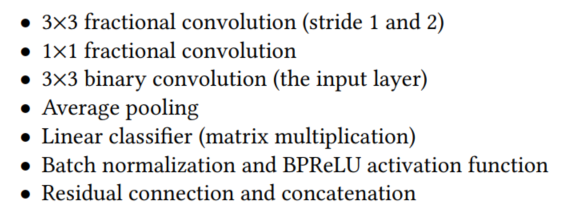 • 3×3 fractional convolution (stride 1 and 2)
• 1×1 fractional convolution
• 3×3 binary convolution (the input layer)
• Average pooling
• Linear classifier (matrix multiplication)
• Batch normalization and BPReLU activation function
• Residual connection and concatenation